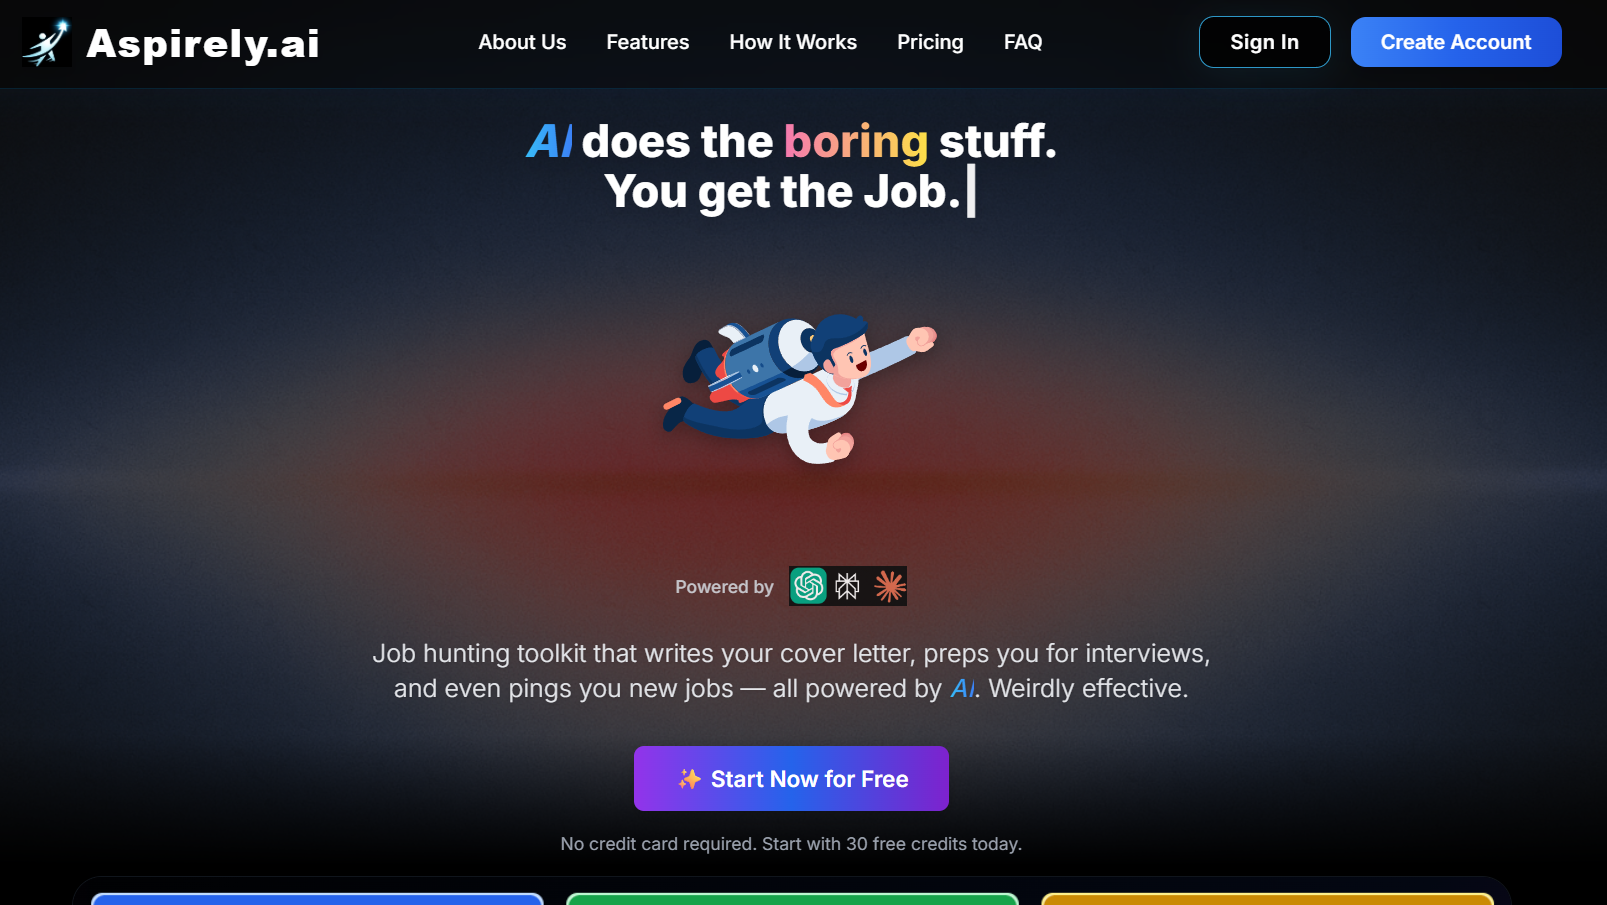 Aspirely.ai
About Us
Features
How It Works
Pricing
FAQ
Sign In
Create Account
AI does the boring stuff.
You get the Job.
Powered by
Job hunting toolkit that writes your cover letter, preps you for interviews,
and even pings you new jobs — all powered by AI. Weirdly effective.
✨ Start Now for Free
No credit card required. Start with 30 free credits today.